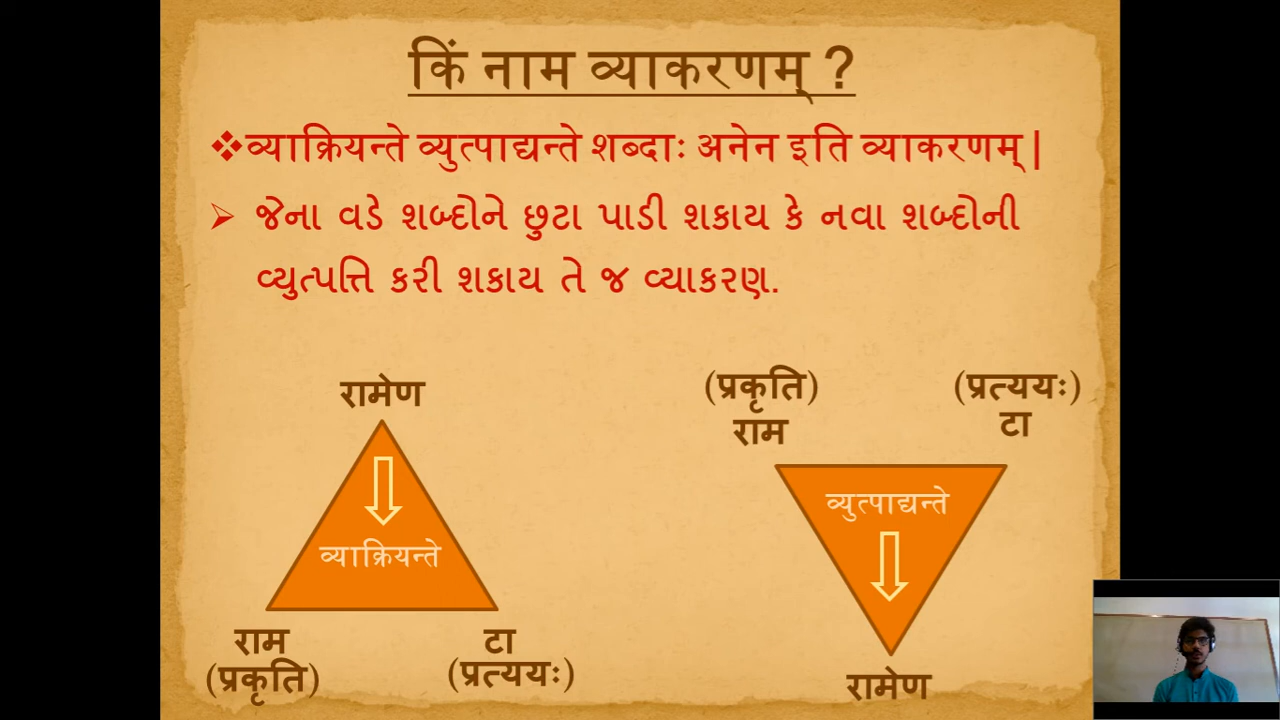 किं नाम व्याकरणम् ?
❖व्याक्रियन्ते व्युत्पाद्यन्ते शब्दाः अनेन इति व्याकरणम् |
➢ જેના વડે શબ્દોને છુટા પાડી શકાય કે નવા શબ્દોની
વ્યુત્પત્તિ કરી શકાય તે જ વ્યાકરણ.
रामेण
व्याक्रियन्ते
राम
(प्रकृति)
टा
(प्रत्ययः)
(प्रकृति)
राम
(प्रत्ययः)
टा
व्युत्पाद्यन्ते
रामेण